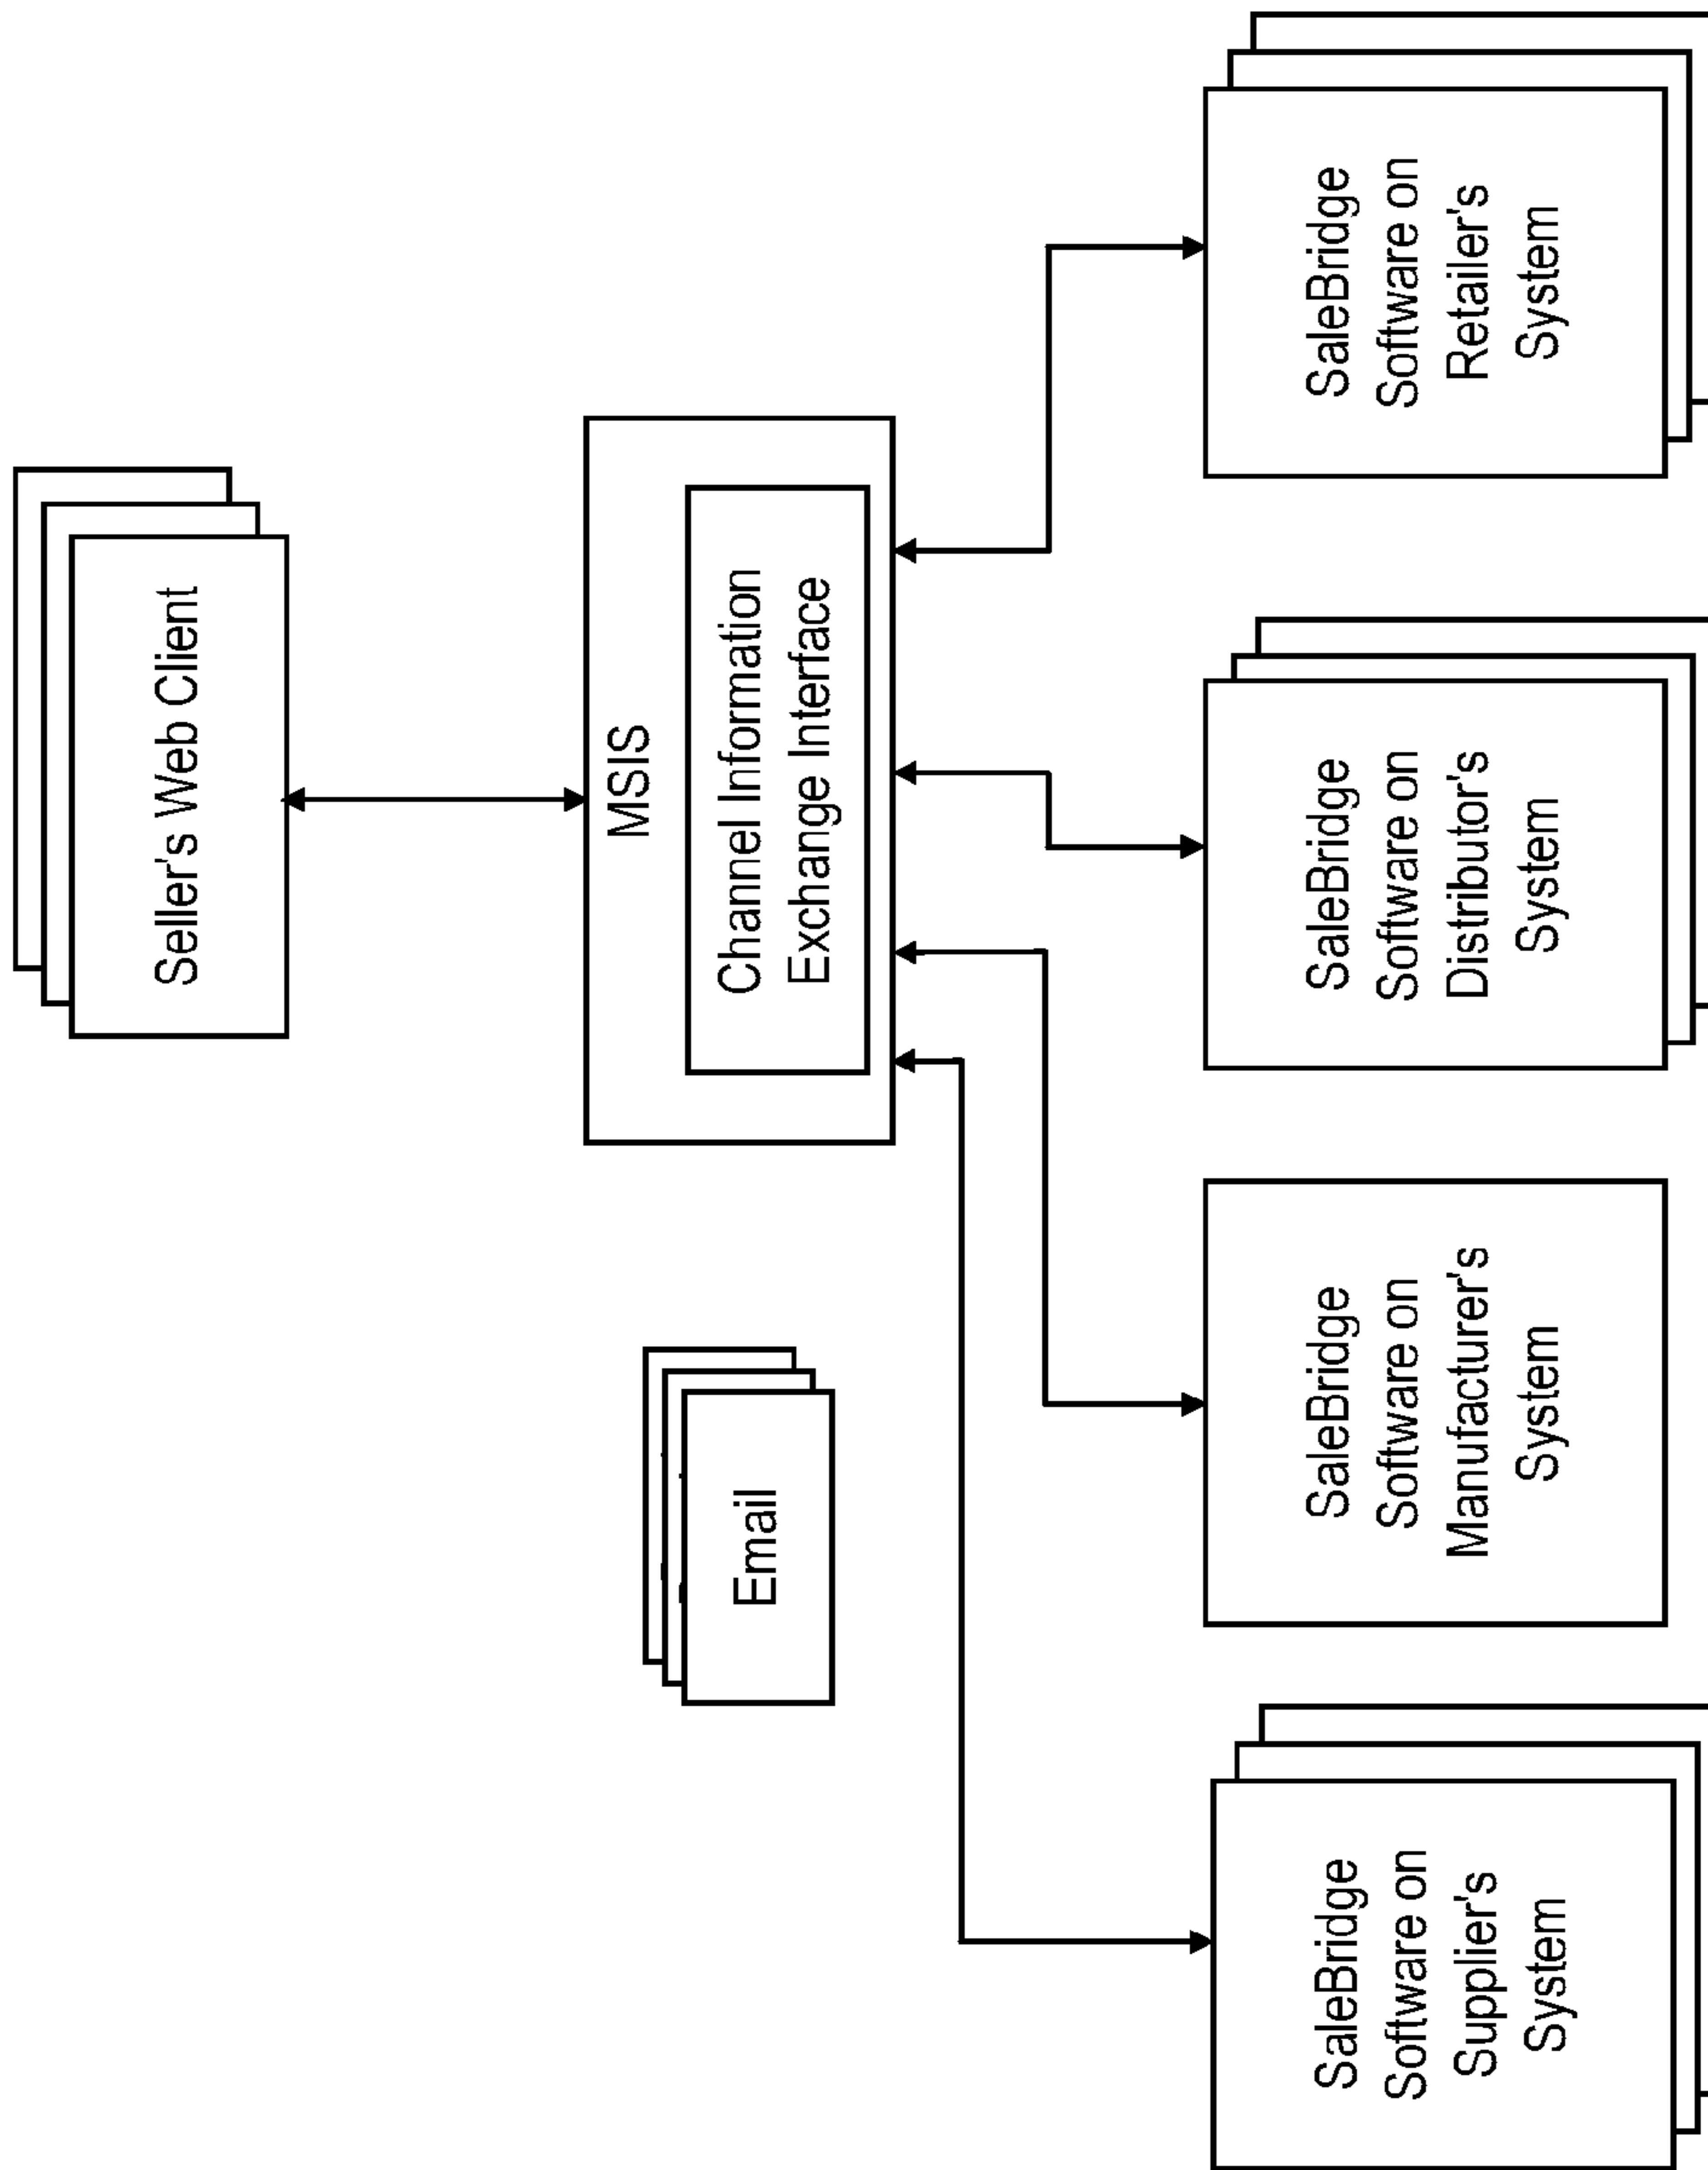 Seller's Web Client
Email
MSIS
Channel Information
Exchange Interface
SaleBridge
Software on
Supplier's
System
SaleBridge
Software on
Manufacturer's
System
SaleBridge
Software on
Distributor's
System
SaleBridge
Software on
Retailer's
System